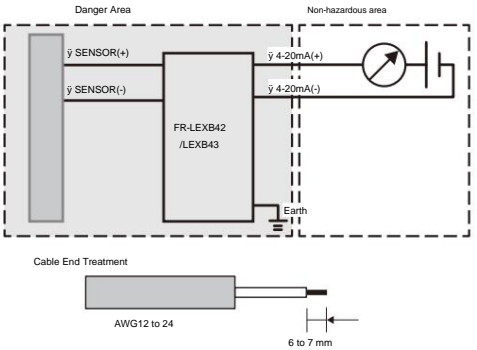 Danger Area
Non-hazardous area
ÿ SENSOR(+)
ÿ 4-20mA(+)
ÿ SENSOR(-)
ÿ 4-20mA(-)
FR-LEXB42
/LEXB43
Earth
Cable End Treatment
AWG12 to 24
6 to 7 mm